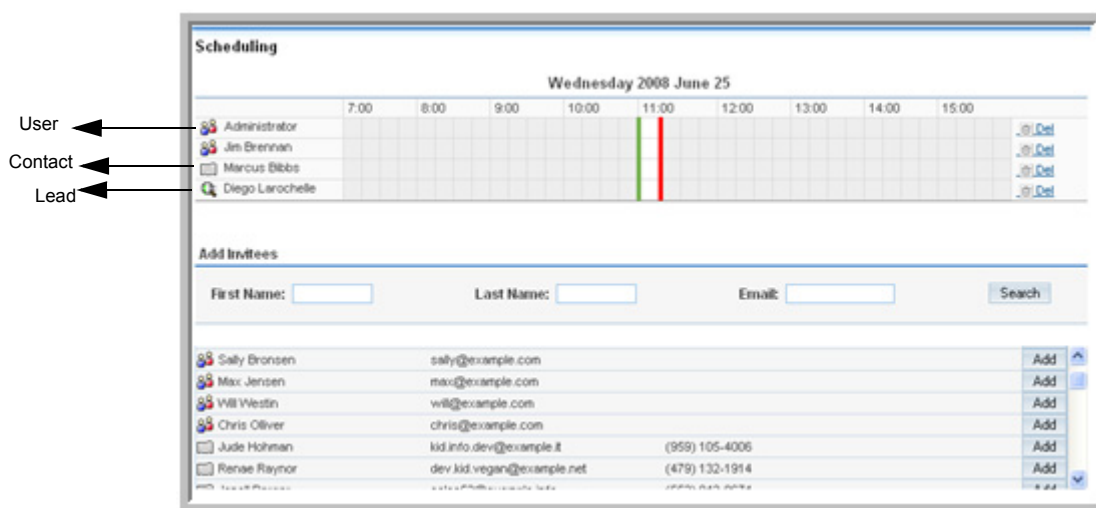 Scheduling
Wednesday 2008 June 25
7:00 8:00 9:00 10:00 11:00 12:00 13:00 14:00 15:00
User
Administrator Del
Jim Brennan Del
Contact
Marcus Bibbs Del
Lead
Diego Larochelle Del
Add Invitees
First Name: Last Name: Email: Search
Sally Bronsen sally@example.com Add
Max Jensen max@example.com Add
Will Westin will@example.com Add
Chris Olliver chris@example.com Add
Jude Hohman kid.info.dev@example.it (959) 105-4006 Add
Renae Raynor dev.kid.vegan@example.net (479) 132-1914 Add